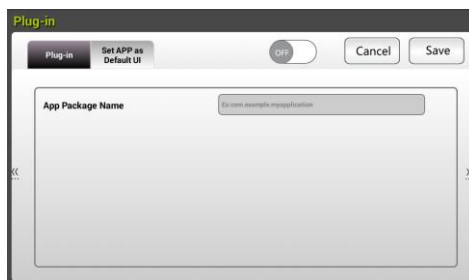 Plug-in
Plug-in
Set APP as
Default UI
OFF
Cancel
Save
App Package Name
Ex:com.example.myapplication
«
»